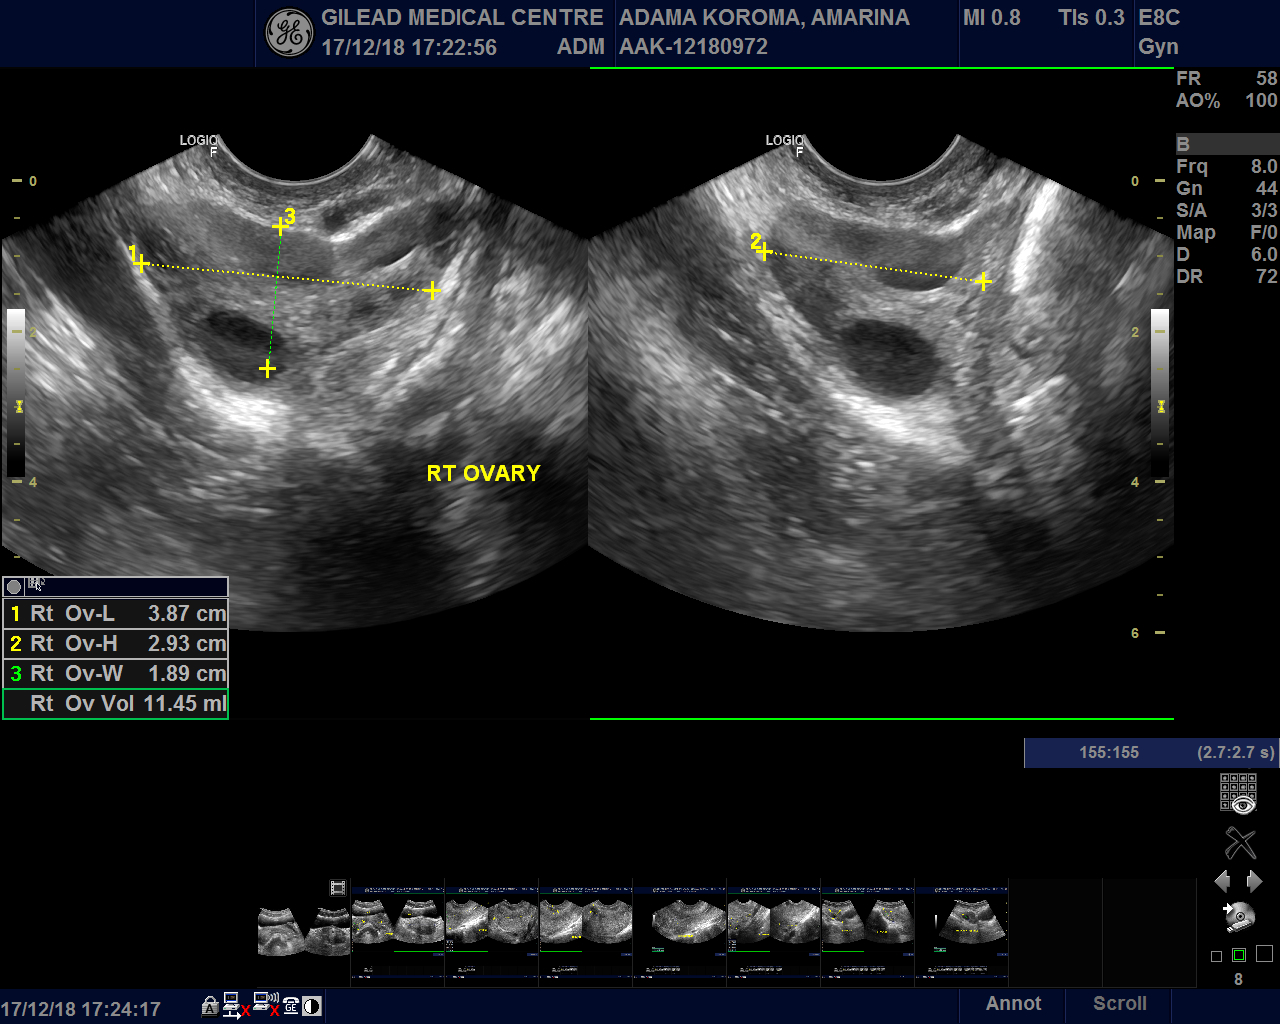 GILEAD MEDICAL CENTRE
17/12/18 17:22:56 ADM
ADAMA KOROMA, AMARINA
AAK-12180972
MI 0.8 TIs 0.3
E8C
Gyn
FR 58
AO% 100
B
Frq 8.0
Gn 44
S/A 3/3
Map F/0
D 6.0
DR 72
LOGIQ
F
LOGIQ
F
0
2
4
0
2
4
6
1
3
2
RT OVARY
1 Rt Ov-L 3.87 cm
2 Rt Ov-H 2.93 cm
3 Rt Ov-W 1.89 cm
Rt Ov Vol 11.45 ml
155:155 (2.7:2.7 s)
8
17/12/18 17:24:17
Annot
Scroll